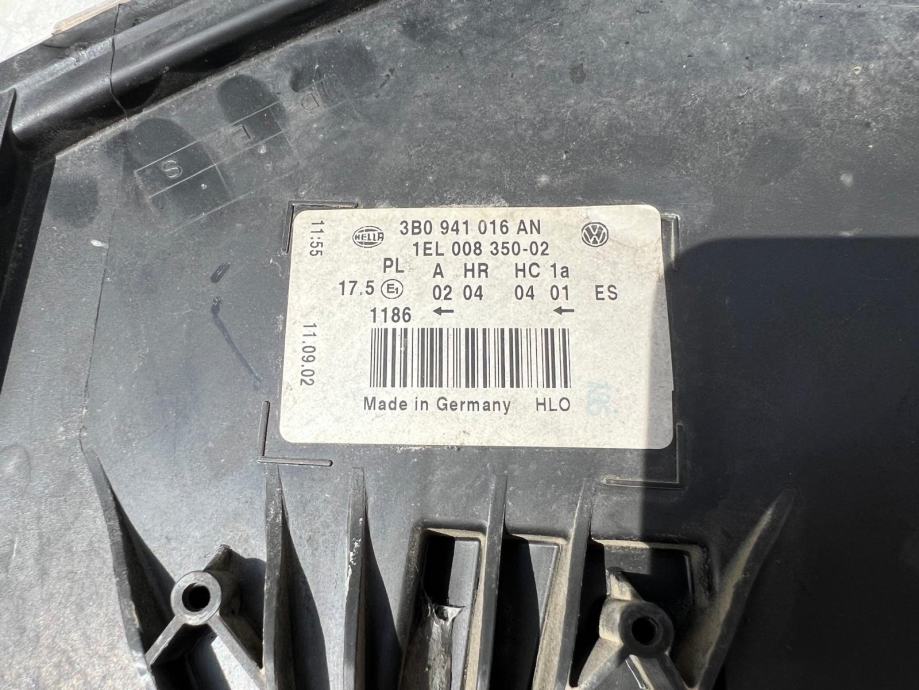 S
11:55
HELLA
3B0 941 016 AN
1EL 008 350-02
PL A HR HC 1a
17.5 E1 02 04 04 01 ES
1186 ← ←
11.09.02
Made in Germany HLO